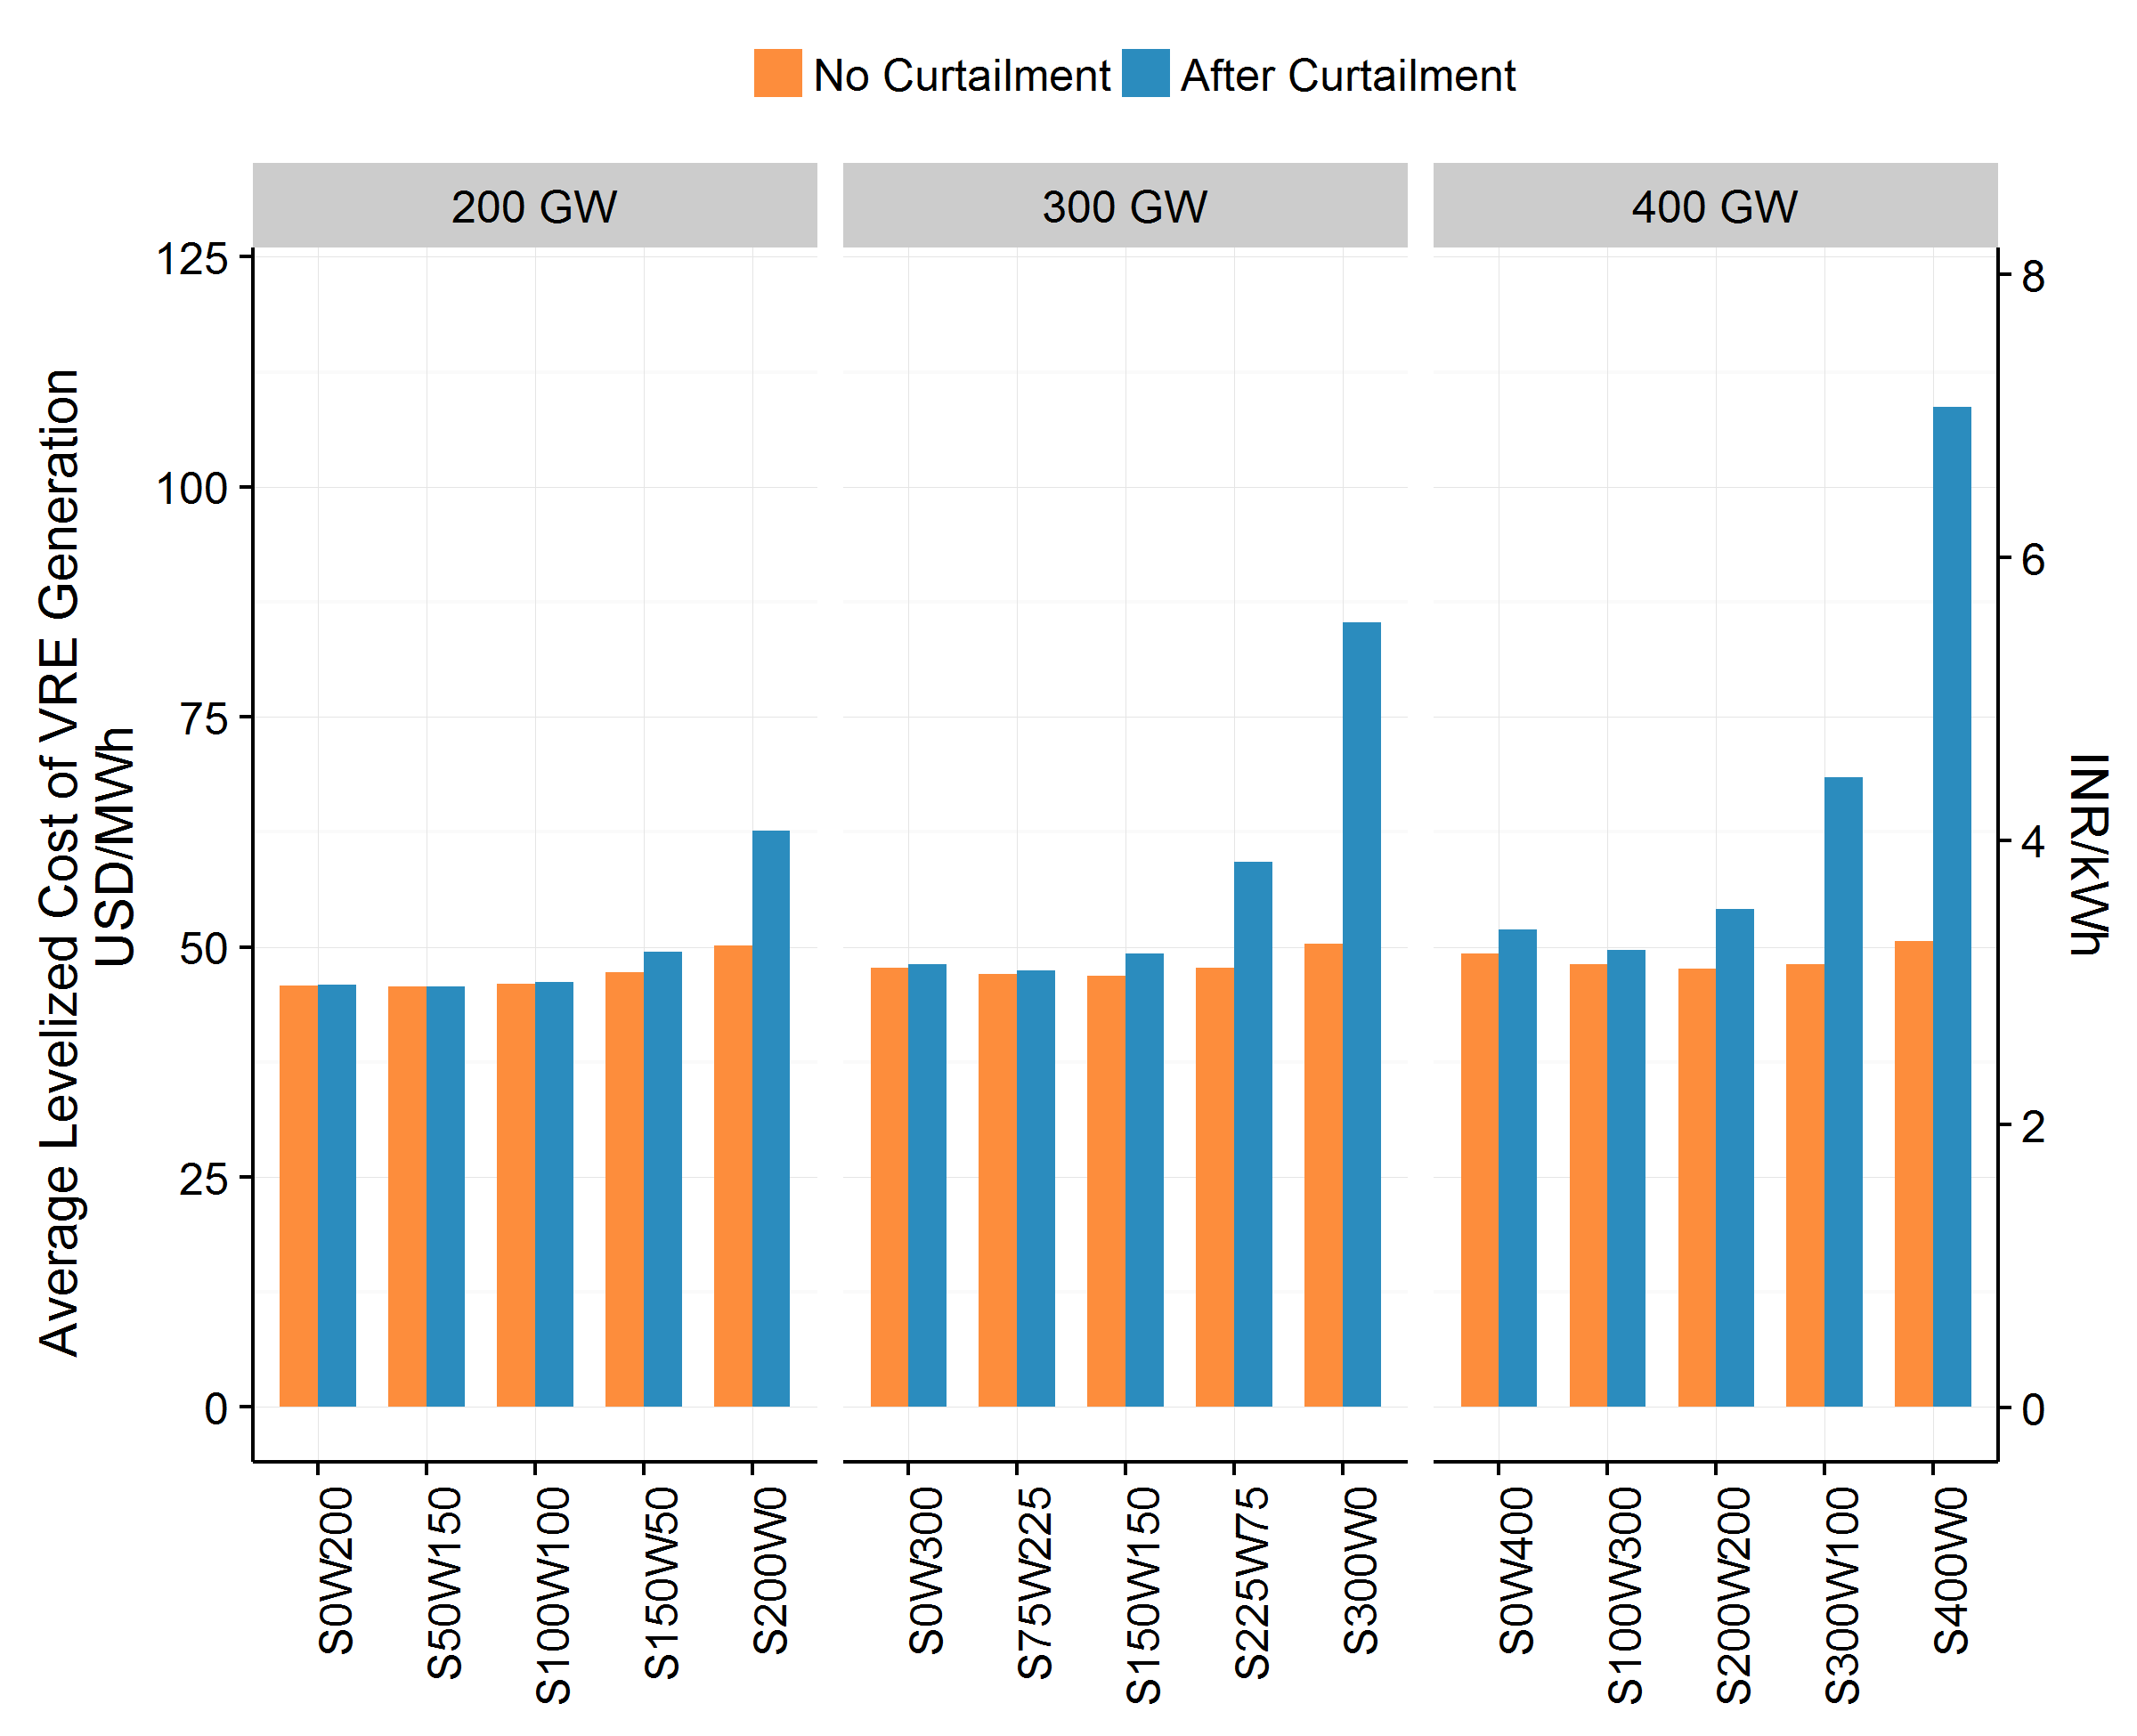 No Curtailment After Curtailment
200 GW 300 GW 400 GW
Average Levelized Cost of VRE Generation
USD/MWh
125
100
75
50
25
0
8
6
4
2
0
INR/kWh
S0W200
S50W150
S100W100
S150W50
S200W0
S0W300
S75W225
S150W150
S225W75
S300W0
S0W400
S100W300
S200W200
S300W100
S400W0